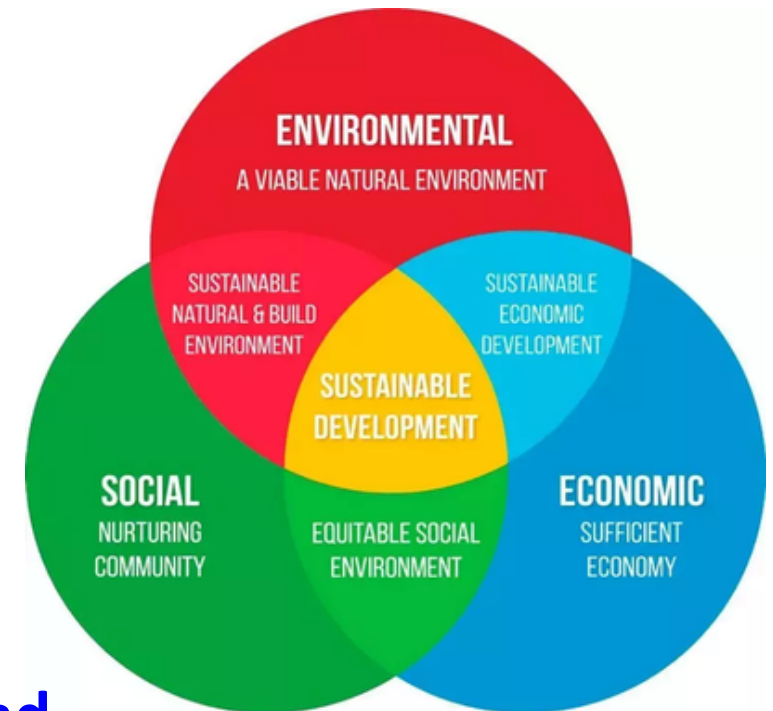 ENVIRONMENTAL
A VIABLE NATURAL ENVIRONMENT
SUSTAINABLE
NATURAL & BUILD
ENVIRONMENT
SUSTAINABLE
ECONOMIC
DEVELOPMENT
SUSTAINABLE
DEVELOPMENT
SOCIAL
NURTURING
COMMUNITY
EQUITABLE SOCIAL
ENVIRONMENT
ECONOMIC
SUFFICIENT
ECONOMY